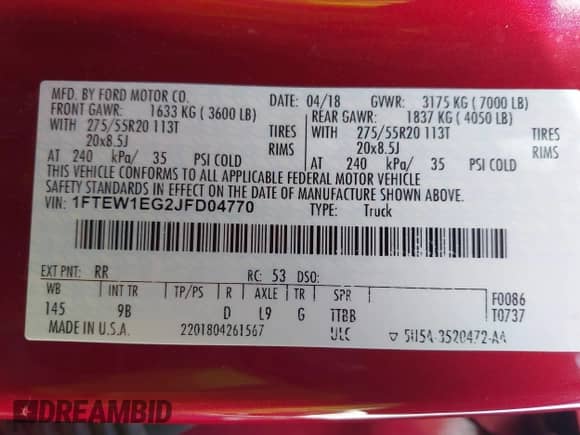 MFD. BY FORD MOTOR CO.
DATE: 04/18 GVWR: 3175 KG ( 7000 LB)
FRONT GAWR: 1633 KG ( 3600 LB)
REAR GAWR: 1837 KG ( 4050 LB)
WITH 275/55R20 113T TIRES
WITH 275/55R20 113T TIRES
20x8.5J RIMS
20x8.5J
AT 240 kPa/ 35 PSI COLD
AT 240 kPa/ 35 PSI COLD
THIS VEHICLE CONFORMS TO ALL APPLICABLE FEDERAL MOTOR VEHICLE
SAFETY STANDARDS IN EFFECT ON THE DATE OF MANUFACTURE SHOWN ABOVE.
VIN: 1FTEW1EG2JFD04770
TYPE: Truck
EXT PNT: RR RC: 53 DSO:
WB INT TR TP/PS R AXLE TR SPR
F0086
145 9B D L9 G TTBB
T0737
MADE IN U.S.A. 2201804261567
DREAMBID